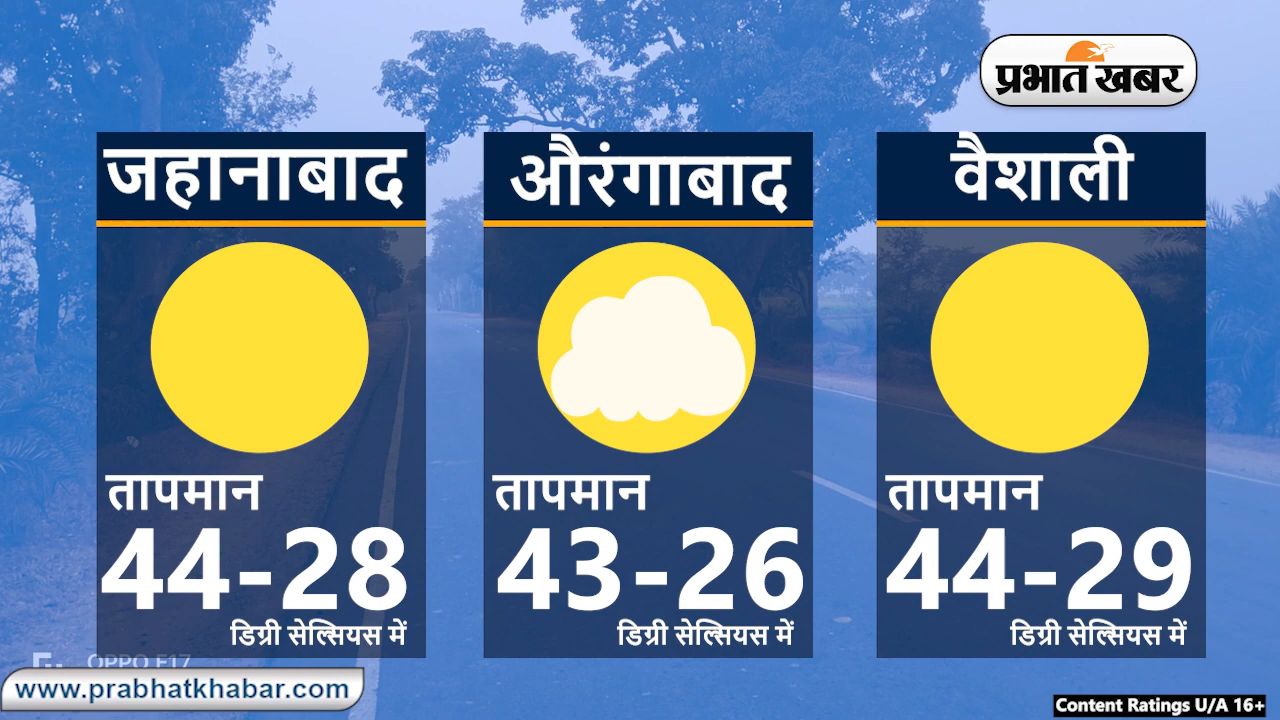 प्रभात खबर
जहानाबाद
तापमान
44-28
डिग्री सेल्सियस में
औरंगाबाद
तापमान
43-26
डिग्री सेल्सियस में
वैशाली
तापमान
44-29
डिग्री सेल्सियस में
OPPO F17
www.prabhatkhabar.com
Content Ratings U/A 16+